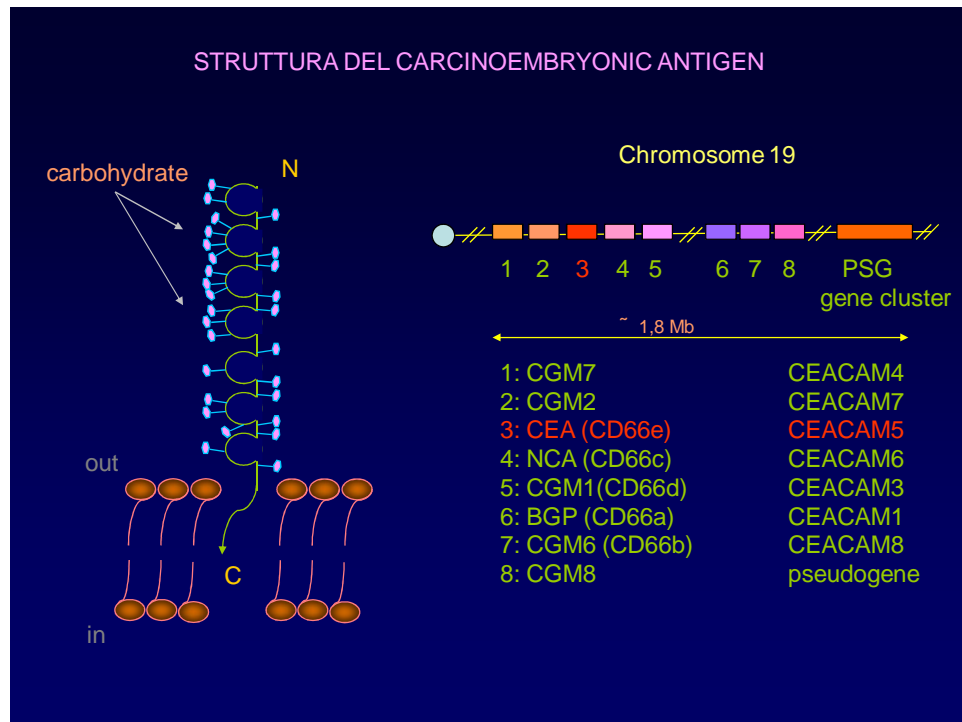 STRUTTURA DEL CARCINOEMBRYONIC ANTIGEN
carbohydrate
N
out
C
in
Chromosome 19
1 2 3 4 5 6 7 8 PSG
gene cluster
~ 1,8 Mb
1: CGM7 CEACAM4
2: CGM2 CEACAM7
3: CEA (CD66e) CEACAM5
4: NCA (CD66c) CEACAM6
5: CGM1(CD66d) CEACAM3
6: BGP (CD66a) CEACAM1
7: CGM6 (CD66b) CEACAM8
8: CGM8 pseudogene